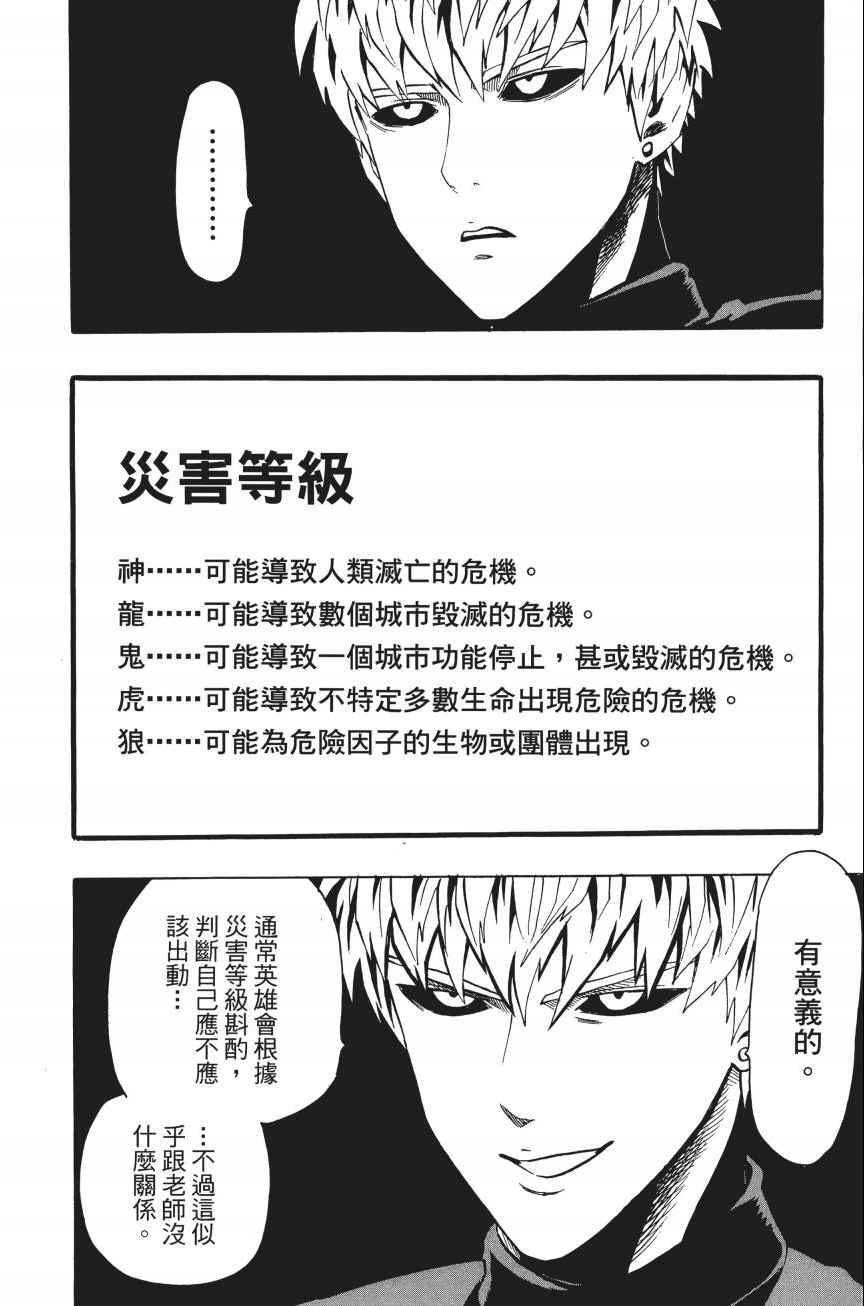 …………
災害等級
神……可能導致人類滅亡的危機。
龍……可能導致數個城市毀滅的危機。
鬼……可能導致一個城市功能停止，甚或毀滅的危機。
虎……可能導致不特定多數生命出現危險的危機。
狼……可能為危險因子的生物或團體出現。
有意義的。
通常英雄會根據
災害等級斟酌，
判斷自己應不應
該出動…
…不過這似
乎跟老師沒
什麼關係。